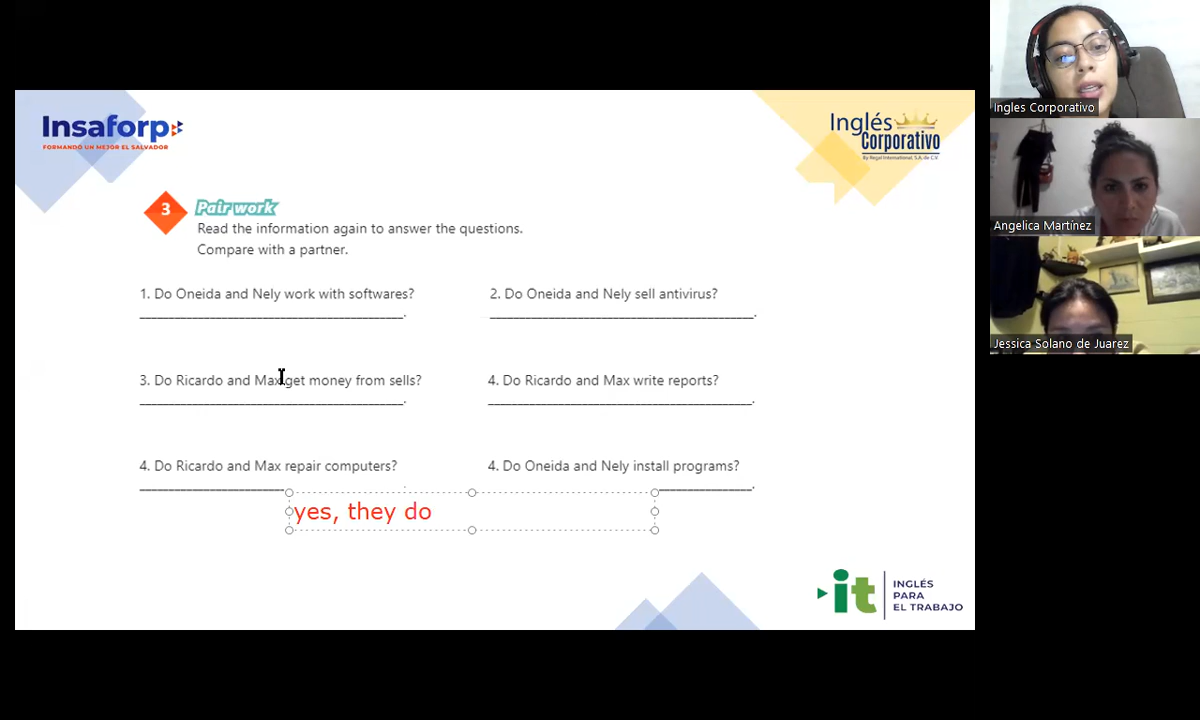 Insaforp
FORMANDO UN MEJOR EL SALVADOR
Inglés
Corporativo
By Regal International, S.A. de C.V.
3
Pair work
Read the information again to answer the questions.
Compare with a partner.
1. Do Oneida and Nely work with softwares?
2. Do Oneida and Nely sell antivirus?
3. Do Ricardo and Max get money from sells?
4. Do Ricardo and Max write reports?
4. Do Ricardo and Max repair computers?
4. Do Oneida and Nely install programs?
yes, they do
it
INGLÉS
PARA
EL TRABAJO
Ingles Corporativo
Angelica Martínez
Jessica Solano de Juarez